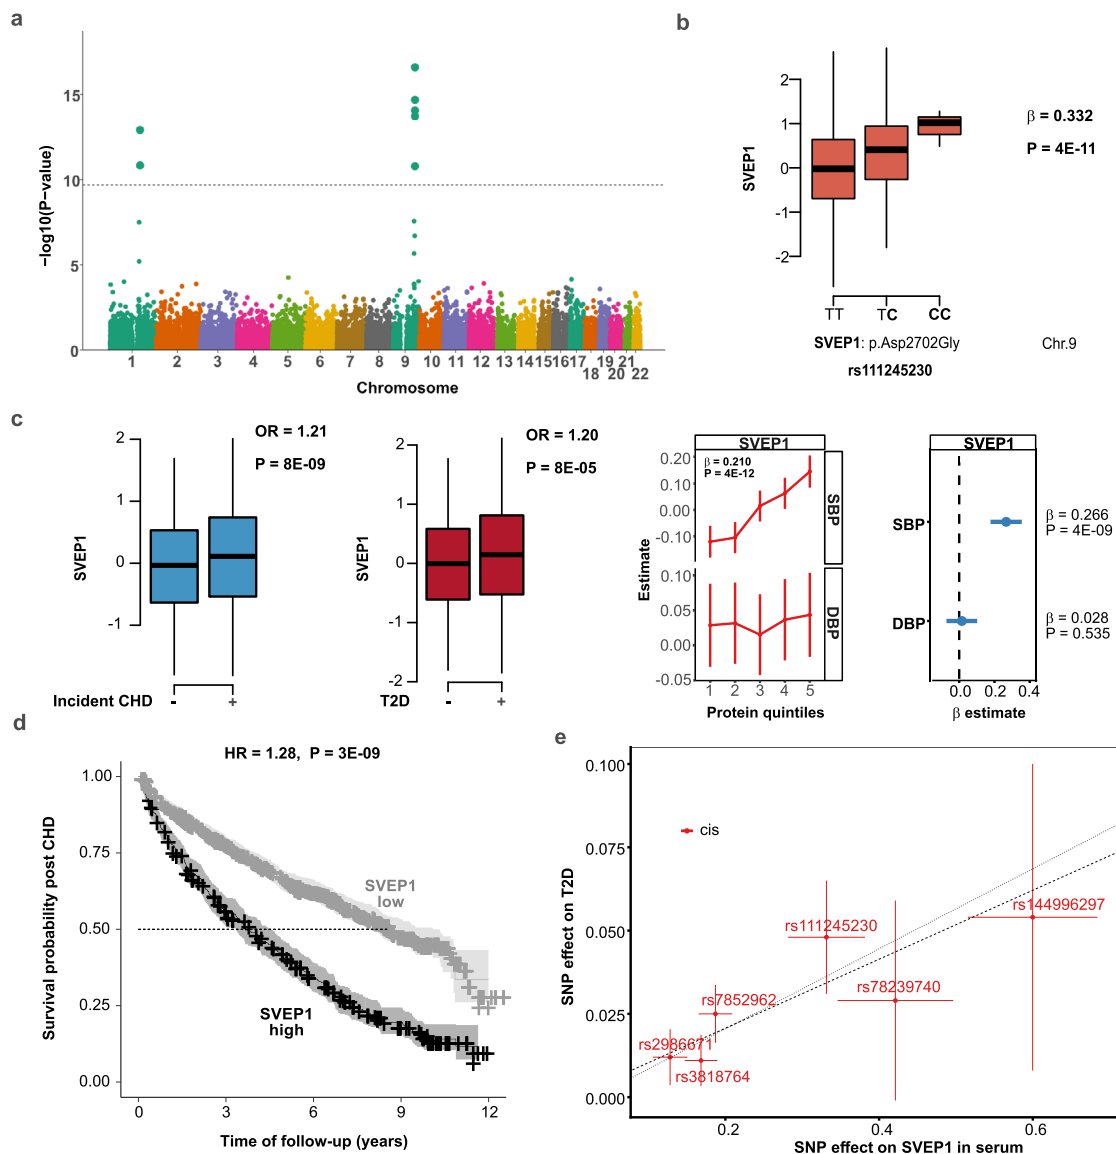 a
−log10(P−value)
15
10
5
0
1 2 3 4 5 6 7 8 9 10 11 12 13 14 15 16 17 19 21
18 20 22
Chromosome
b
SVEP1
2
1
0
-1
-2
β = 0.332
P = 4E-11
TT TC CC
SVEP1: p.Asp2702Gly
Chr.9
rs111245230
c
SVEP1
2
1
0
-1
OR = 1.21
P = 8E-09
Incident CHD - +
SVEP1
2
1
0
-1
-2
OR = 1.20
P = 8E-05
T2D - +
SVEP1
β = 0.210
P = 4E-12
0.20
0.10
0.00
-0.10
SBP
Estimate
0.10
0.05
0.00
-0.05
DBP
1 2 3 4 5
Protein quintiles
SVEP1
SBP
β = 0.266
P = 4E-09
DBP
β = 0.028
P = 0.535
0.0 0.2 0.4
β estimate
d
HR = 1.28, P = 3E-09
Survival probability post CHD
1.00
0.75
0.50
0.25
0.00
SVEP1
low
SVEP1
high
0 3 6 9 12
Time of follow-up (years)
e
SNP effect on T2D
0.100
0.075
0.050
0.025
0.000
cis
rs144996297
rs111245230
rs78239740
rs7852962
rs2986671
rs3818764
0.2 0.4 0.6
SNP effect on SVEP1 in serum